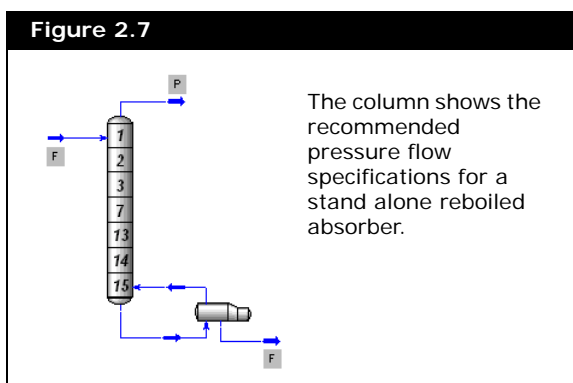 Figure 2.7
P
F
1
2
3
7
13
14
15
F
The column shows the
recommended
pressure flow
specifications for a
stand alone reboiled
absorber.